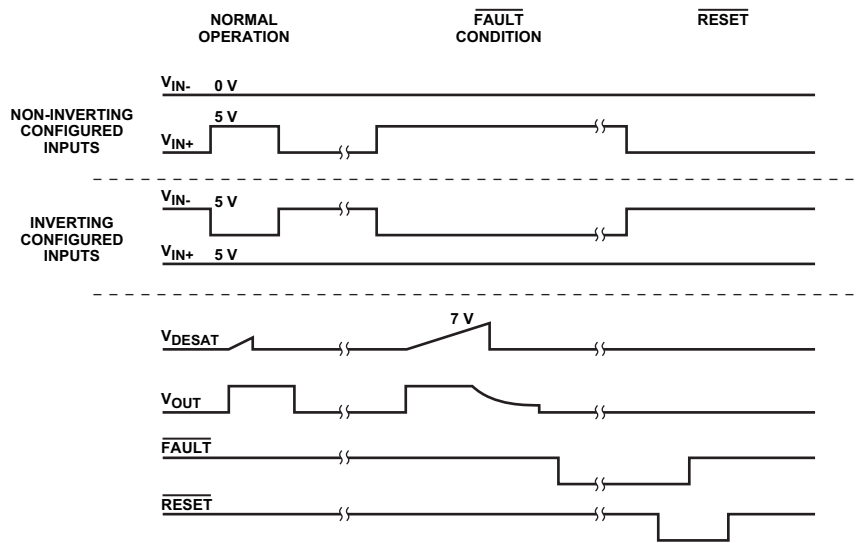 NORMAL
OPERATION
FAULT
CONDITION
RESET
NON-INVERTING
CONFIGURED
INPUTS
VIN- 0 V
5 V
VIN+
INVERTING
CONFIGURED
INPUTS
VIN- 5 V
VIN+ 5 V
7 V
VDESAT
VOUT
FAULT
RESET